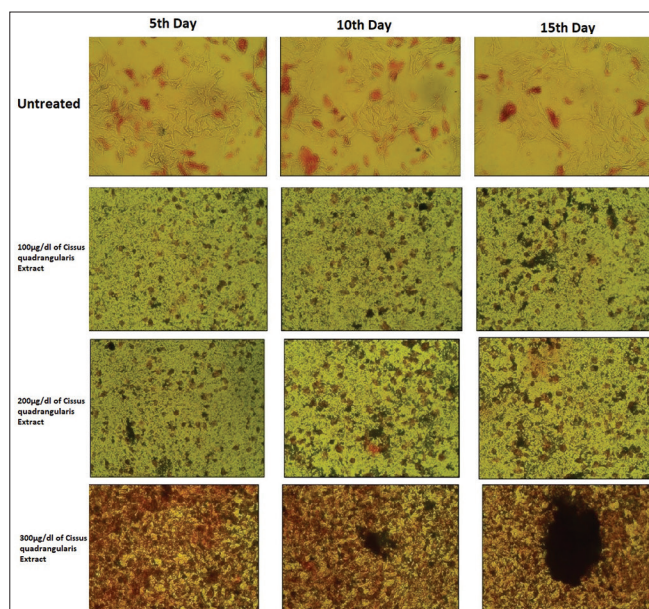 5th Day
10th Day
15th Day
Untreated
100µg/dl of Cissus
quadrangularis
Extract
200µg/dl of Cissus
quadrangularis
Extract
300µg/dl of Cissus
quadrangularis
Extract